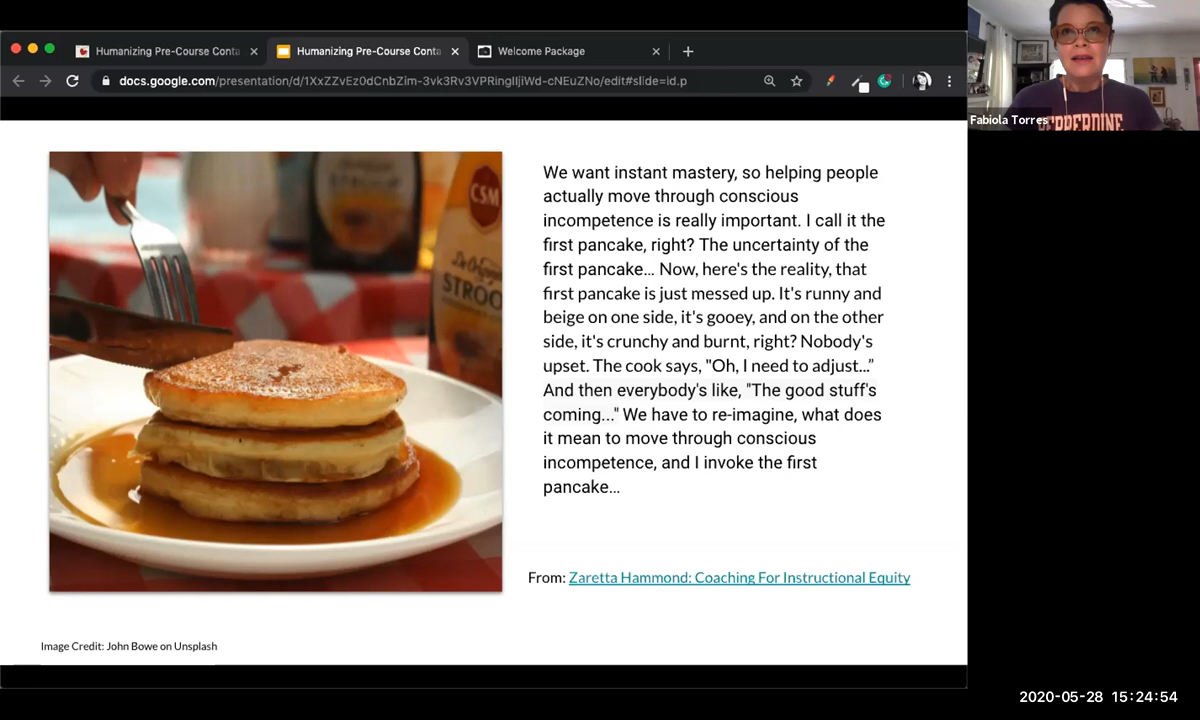 Humanizing Pre-Course Conta
Humanizing Pre-Course Conta
Welcome Package
docs.google.com/presentation/d/1XxZZvEz0dCnbZim-3vk3Rv3VPRinglIjiWd-cNEuZNo/edit#slide=id.p
Fabiola Torres
PEPPERDINE
CSM
STROO
We want instant mastery, so helping people
actually move through conscious
incompetence is really important. I call it the
first pancake, right? The uncertainty of the
first pancake... Now, here's the reality, that
first pancake is just messed up. It's runny and
beige on one side, it's gooey, and on the other
side, it's crunchy and burnt, right? Nobody's
upset. The cook says, "Oh, I need to adjust..."
And then everybody's like, "The good stuff's
coming..." We have to re-imagine, what does
it mean to move through conscious
incompetence, and I invoke the first
pancake...
From: Zaretta Hammond: Coaching For Instructional Equity
Image Credit: John Bowe on Unsplash
2020-05-28 15:24:54